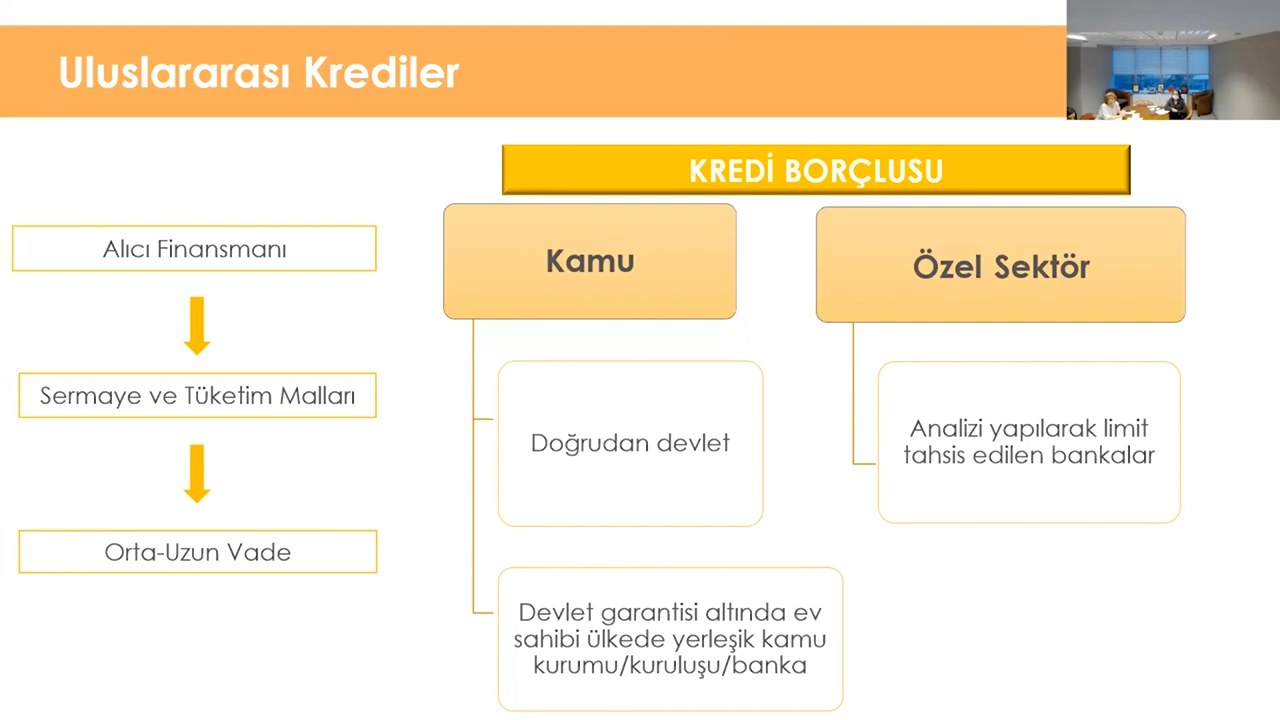 Uluslararası Krediler
KREDİ BORÇLUSU
Alıcı Finansmanı
Sermaye ve Tüketim Malları
Orta-Uzun Vade
Kamu
Doğrudan devlet
Devlet garantisi altında ev
sahibi ülkede yerleşik kamu
kurumu/kuruluşu/banka
Özel Sektör
Analizi yapılarak limit
tahsis edilen bankalar